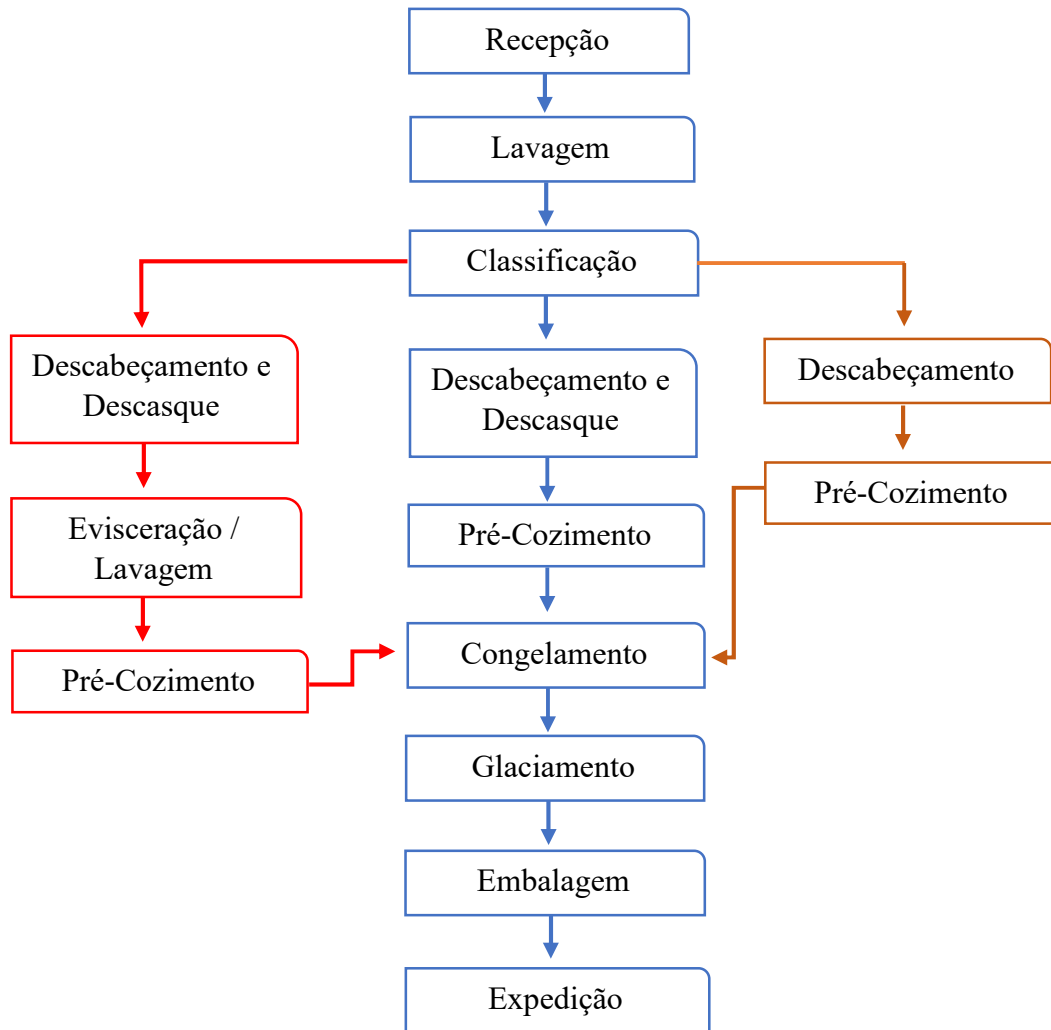 Recepção
Lavagem
Classificação
Descabeçamento e
Descasque
Evisceração /
Lavagem
Pré-Cozimento
Descabeçamento e
Descasque
Pré-Cozimento
Descabeçamento
Pré-Cozimento
Congelamento
Glaciamento
Embalagem
Expedição